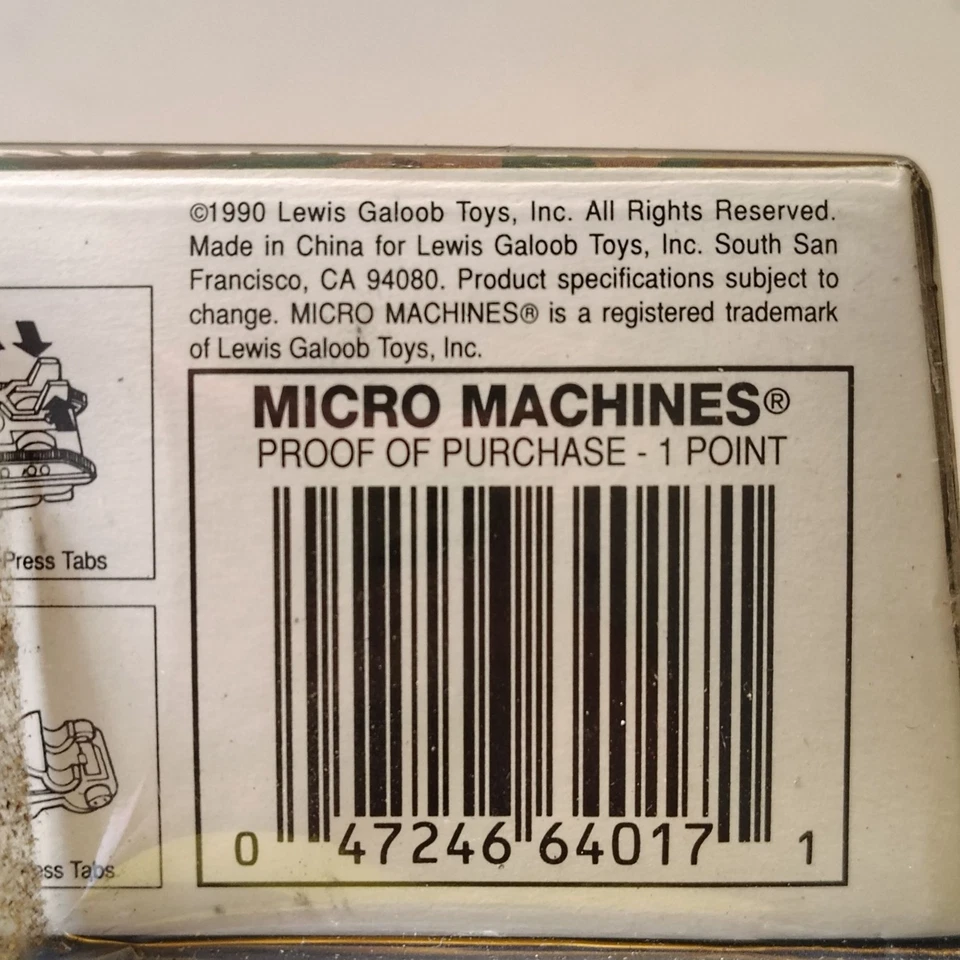 ©1990 Lewis Galoob Toys, Inc. All Rights Reserved.
Made in China for Lewis Galoob Toys, Inc. South San
Francisco, CA 94080. Product specifications subject to
change. MICRO MACHINES® is a registered trademark
of Lewis Galoob Toys, Inc.
MICRO MACHINES®
PROOF OF PURCHASE - 1 POINT
0 47246 64017 1
Press Tabs
Tabs